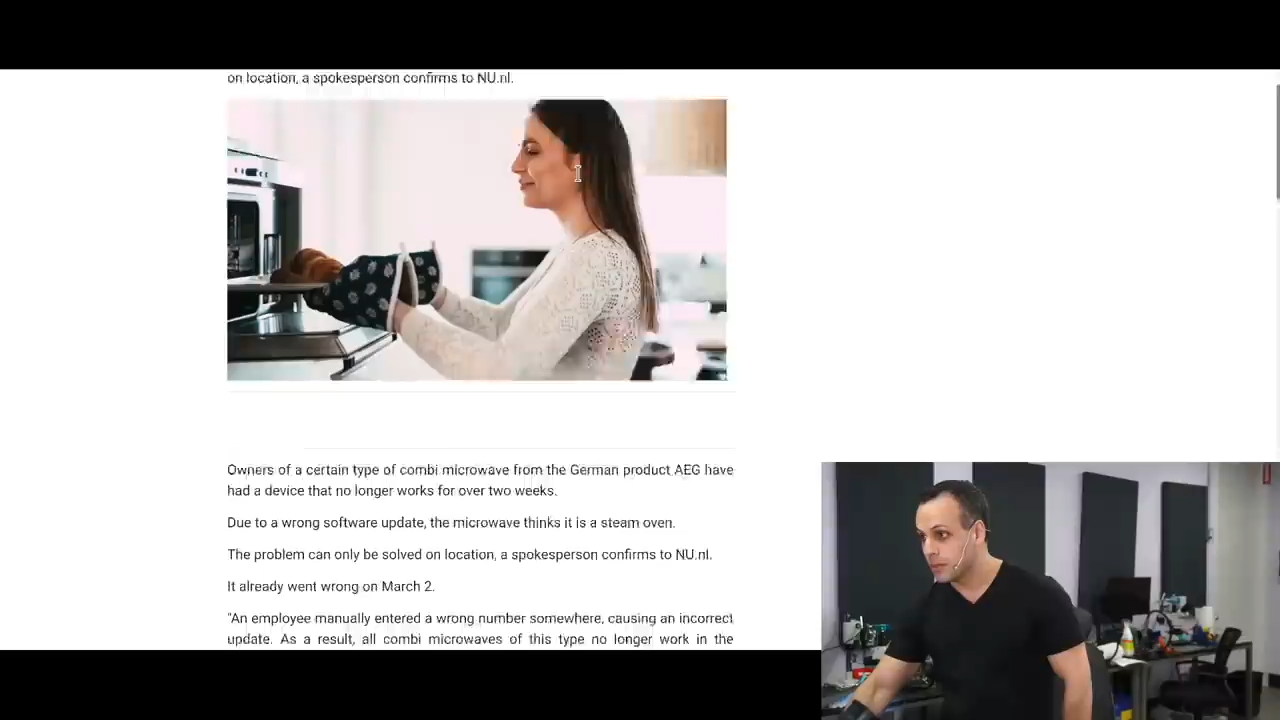 on location, a spokesperson confirms to NU.nl.
Owners of a certain type of combi microwave from the German product AEG have
had a device that no longer works for over two weeks.
Due to a wrong software update, the microwave thinks it is a steam oven.
The problem can only be solved on location, a spokesperson confirms to NU.nl.
It already went wrong on March 2.
"An employee manually entered a wrong number somewhere, causing an incorrect
update. As a result, all combi microwaves of this type no longer work in the